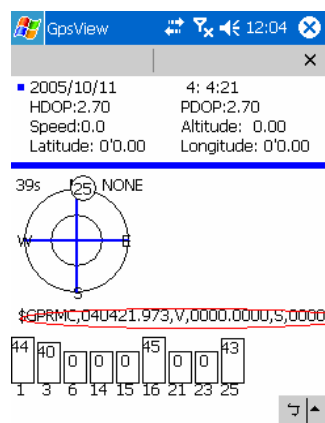 GpsView 12:04
2005/10/11 4: 4:21
HDOP:2.70 PDOP:2.70
Speed:0.0 Altitude: 0.00
Latitude: 0'0.00 Longitude: 0'0.00
39s 25 NONE
W E
S
$GPRMC,040421.973,V,0000.0000,S,0000
44 40 0 0 0 45 0 0 43
1 3 6 14 15 16 21 23 25